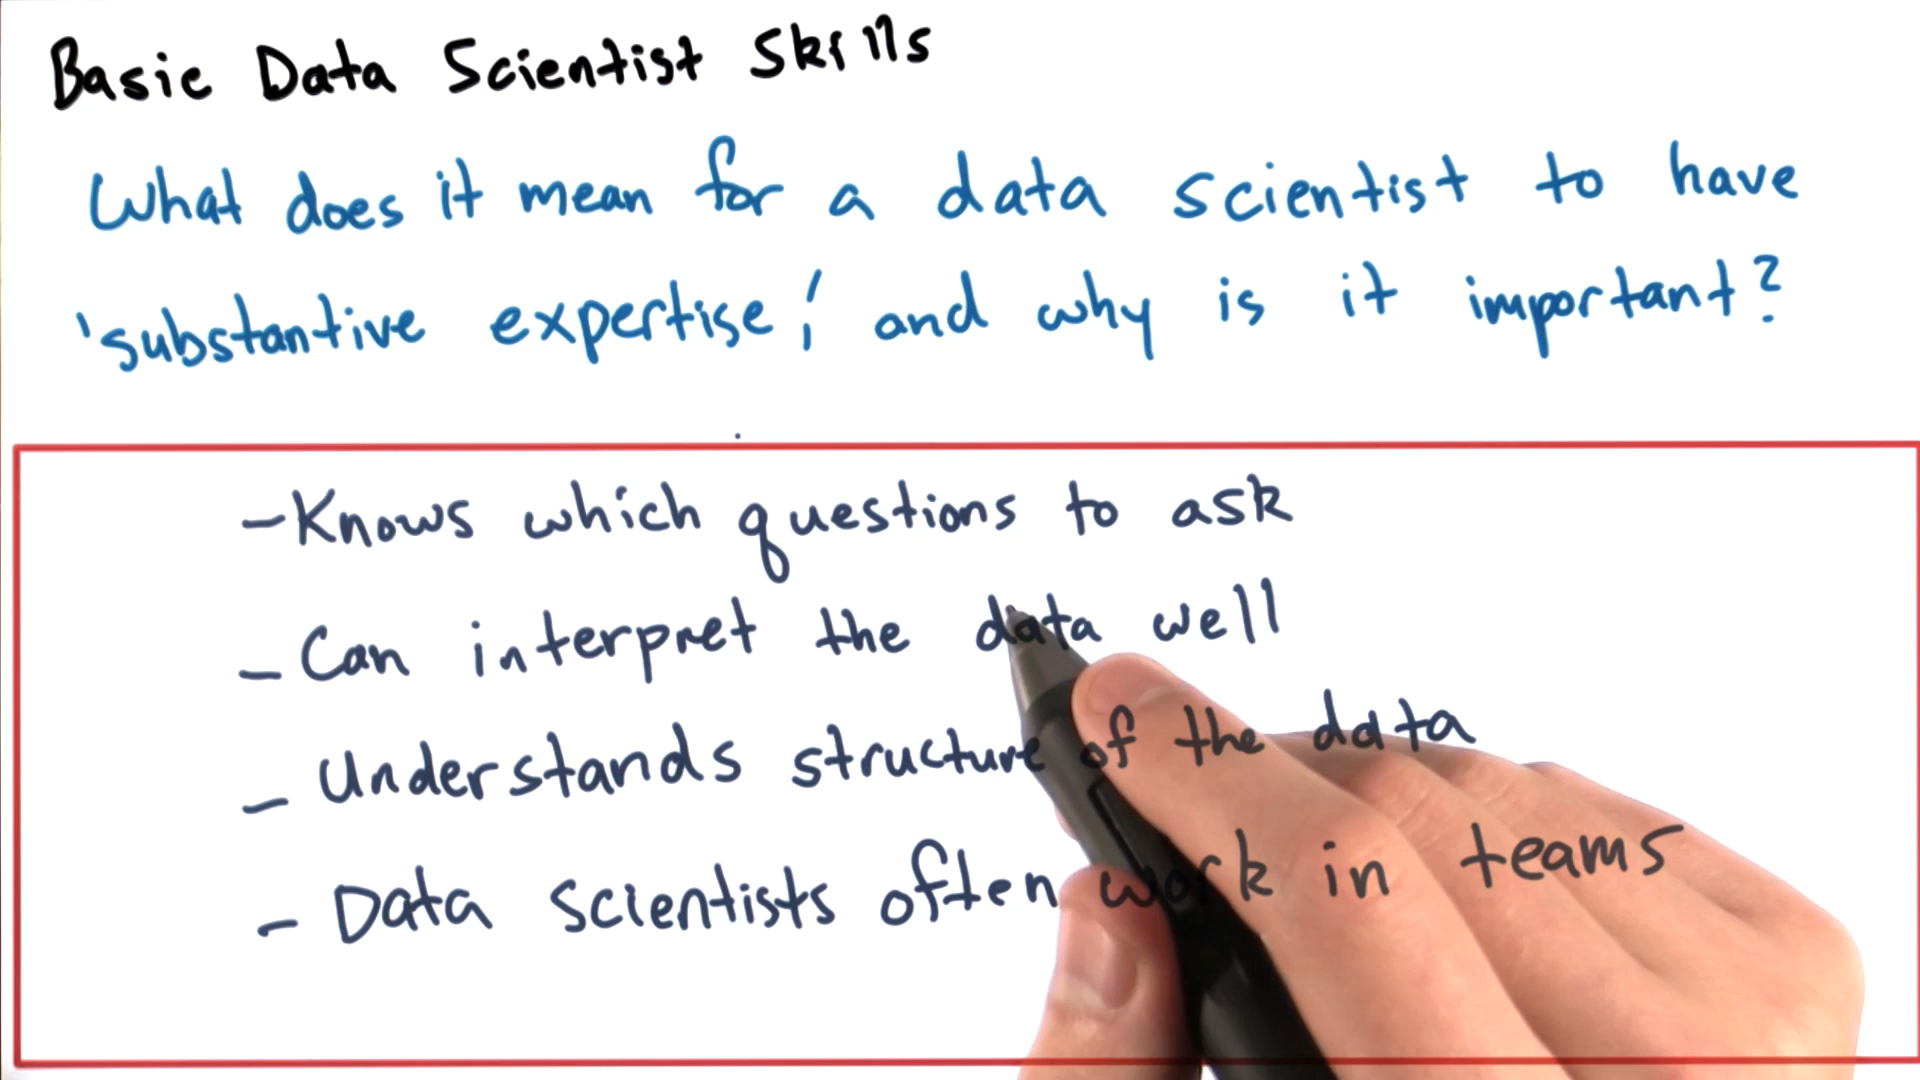 Basic Data Scientist Skills
What does it mean for a data scientist to have
'substantive expertise,' and why is it important?
- Knows which questions to ask
- Can interpret the data well
- Understands structure of the data
- Data scientists often work in teams